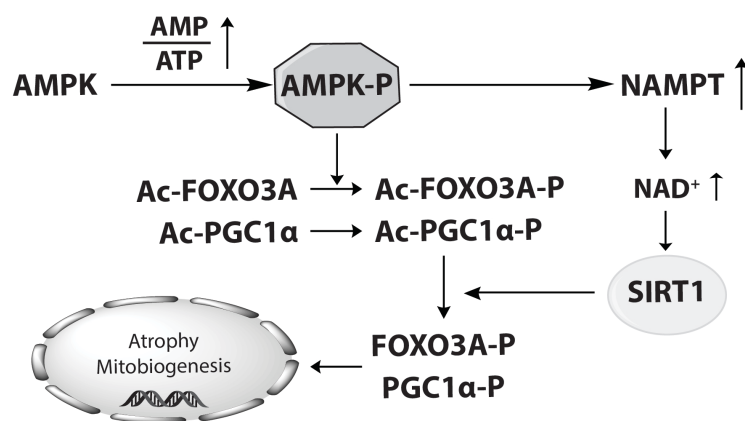 AMP
ATP
AMPK
AMPK-P
NAMPT
Ac-FOXO3A
Ac-FOXO3A-P
NAD⁺
Ac-PGC1α
Ac-PGC1α-P
SIRT1
Atrophy
Mitobiogenesis
FOXO3A-P
PGC1α-P